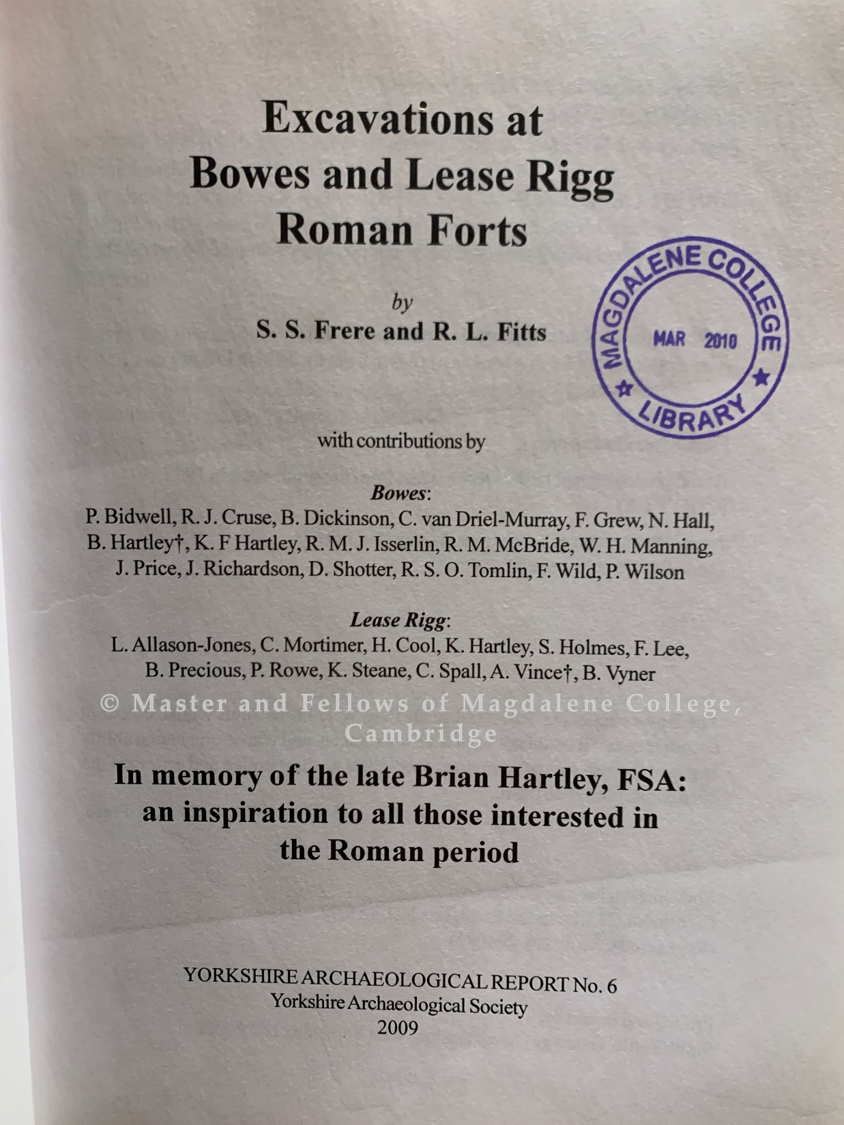 Excavations at
Bowes and Lease Rigg
Roman Forts
by
S. S. Frere and R. L. Fitts
MAGDALENE COLLEGE
MAR 2010
LIBRARY
with contributions by
Bowes:
P. Bidwell, R. J. Cruse, B. Dickinson, C. van Driel-Murray, F. Grew, N. Hall,
B. Hartley†, K. F Hartley, R. M. J. Isserlin, R. M. McBride, W. H. Manning,
J. Price, J. Richardson, D. Shotter, R. S. O. Tomlin, F. Wild, P. Wilson
Lease Rigg:
L. Allason-Jones, C. Mortimer, H. Cool, K. Hartley, S. Holmes, F. Lee,
B. Precious, P. Rowe, K. Steane, C. Spall, A. Vince†, B. Vyner
© Master and Fellows of Magdalene College,
Cambridge
In memory of the late Brian Hartley, FSA:
an inspiration to all those interested in
the Roman period
YORKSHIRE ARCHAEOLOGICAL REPORT No. 6
Yorkshire Archaeological Society
2009